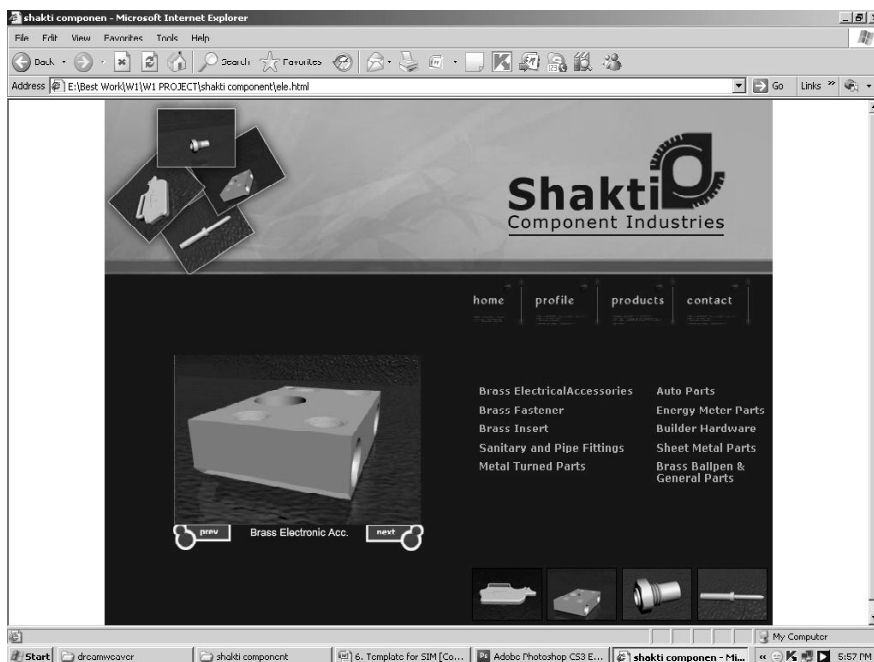 shakti componen - Microsoft Internet Explorer
File Edit View Favorites Tools Help
Back Search Favorites
Address E:\Best Work\W1\W1 PROJECT\shakti component\ele.html Go Links »
Shakti
Component Industries
home profile products contact
Brass ElectricalAccessories Auto Parts
Brass Fastener Energy Meter Parts
Brass Insert Builder Hardware
Sanitary and Pipe Fittings Sheet Metal Parts
Metal Turned Parts Brass Ballpen &
General Parts
prev Brass Electronic Acc. next
My Computer
Start dreamweaver shakti component 6. Template for SIM [Co... Adobe Photoshop CS3 E... shakti componen - Mi... « 5:57 PM